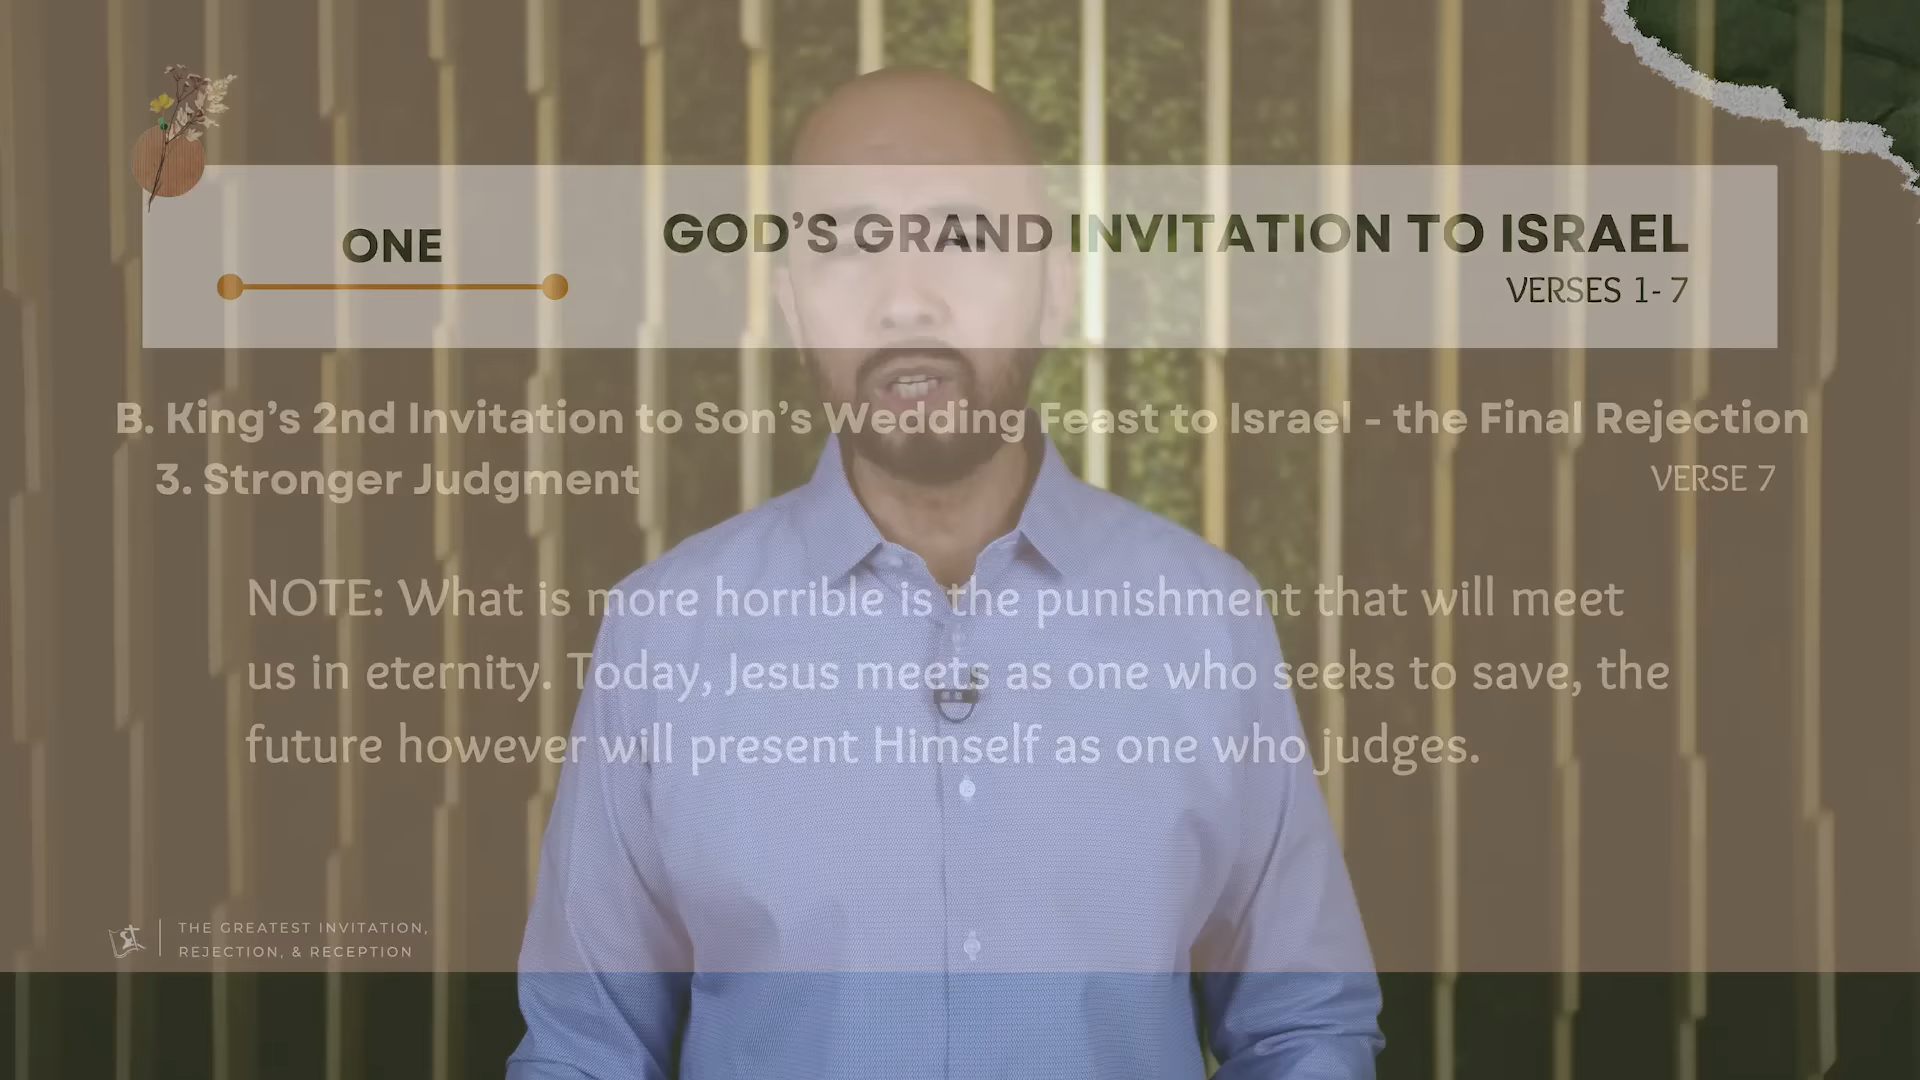 ONE
GOD'S GRAND INVITATION TO ISRAEL
VERSES 1- 7
B. King's 2nd Invitation to Son's Wedding Feast to Israel - the Final Rejection
3. Stronger Judgment
VERSE 7
NOTE: What is more horrible is the punishment that will meet
us in eternity. Today, Jesus meets as one who seeks to save, the
future however will present Himself as one who judges.
THE GREATEST INVITATION,
REJECTION, & RECEPTION